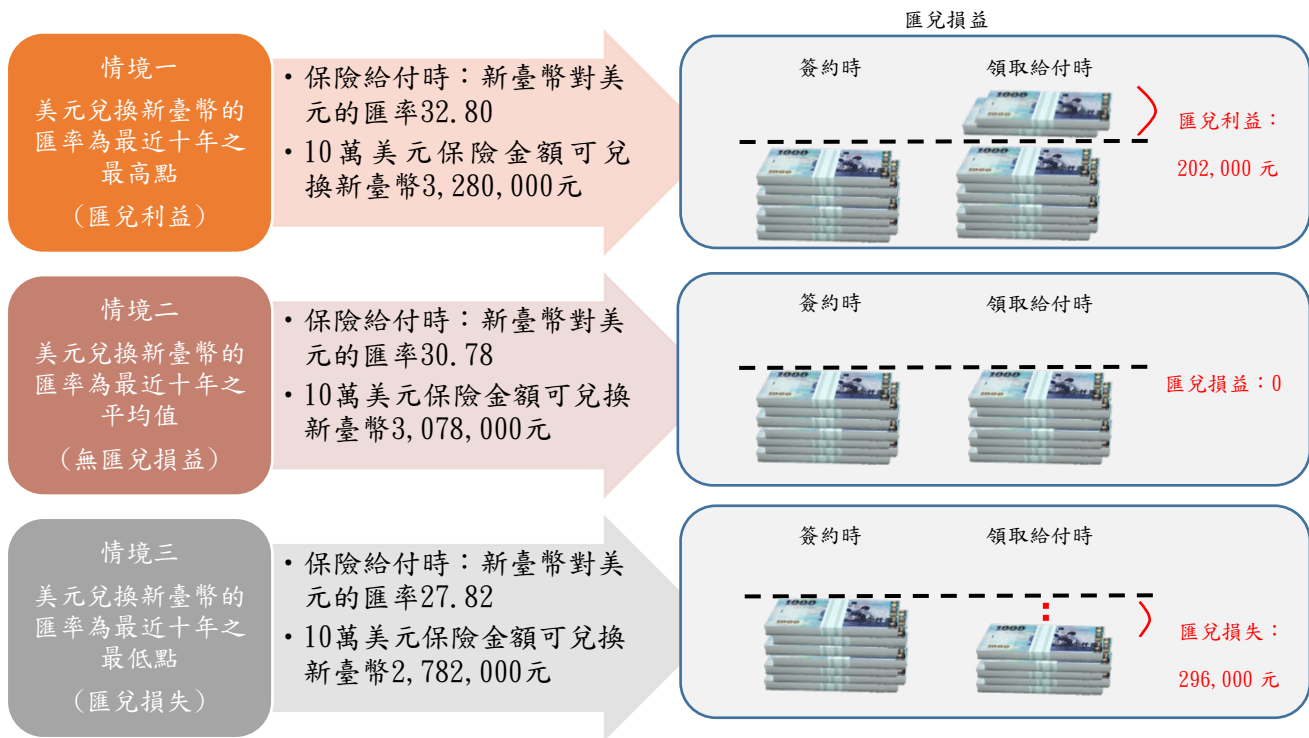 匯兌損益
情境一
美元兌換新臺幣的
匯率為最近十年之
最高點
（匯兌利益）
・保險給付時：新臺幣對美
元的匯率32.80
・10萬美元保險金額可兌
換新臺幣3,280,000元
簽約時
領取給付時
匯兌利益：
202,000 元
情境二
美元兌換新臺幣的
匯率為最近十年之
平均值
（無匯兌損益）
・保險給付時：新臺幣對美
元的匯率30.78
・10萬美元保險金額可兌換
新臺幣3,078,000元
簽約時
領取給付時
匯兌損益：0
情境三
美元兌換新臺幣的
匯率為最近十年之
最低點
（匯兌損失）
・保險給付時：新臺幣對美
元的匯率27.82
・10萬美元保險金額可兌換
新臺幣2,782,000元
簽約時
領取給付時
匯兌損失：
296,000 元